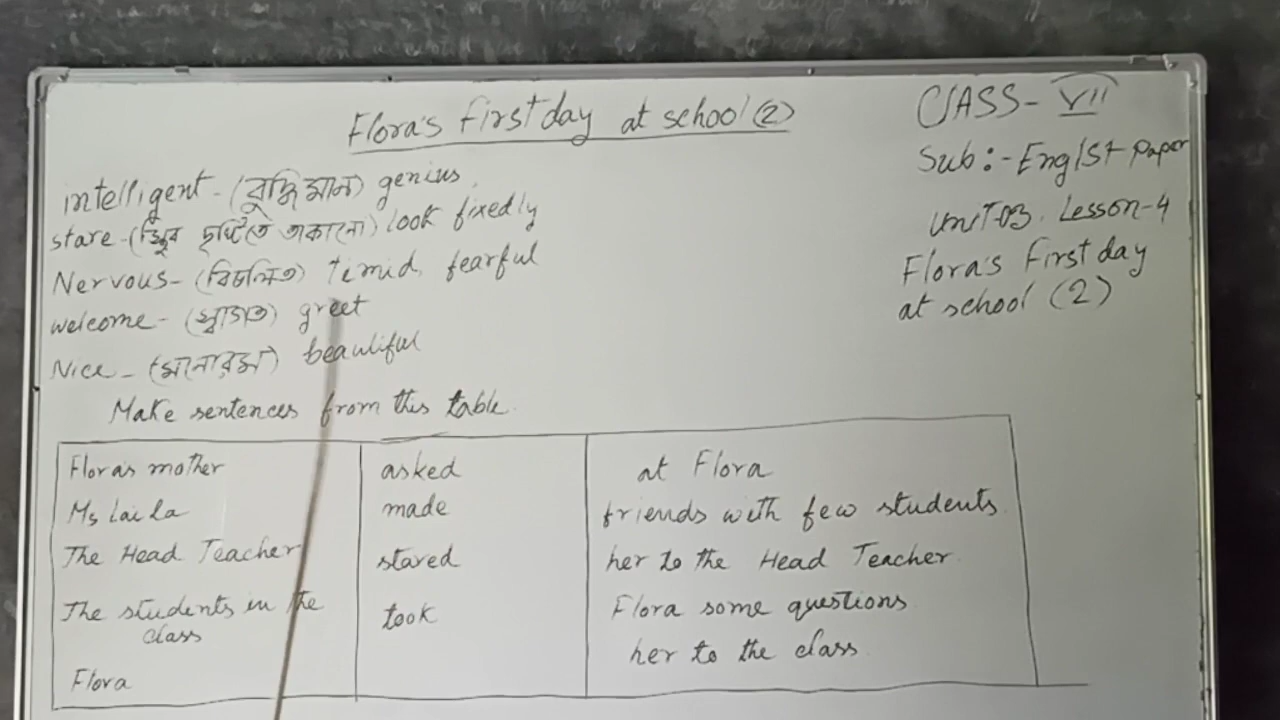 Flora's First day at school (2)
CLASS- VII
Sub:- Eng 1St Paper
UniT-03. Lesson-4
Flora's First day
at school (2)
intelligent - (বুদ্ধিমান) genius
stare - (স্থির দৃষ্টিতে তাকানো) look fixedly
Nervous - (বিচলিত) timid, fearful
welcome - (স্বাগত) greet
Nice - (মনোরম) beautiful
Make sentences from this table.
Flora's mother asked at Flora
Ms Laila made friends with few students
The Head Teacher stared her to the Head Teacher
The students in the class took Flora some questions
her to the class
Flora